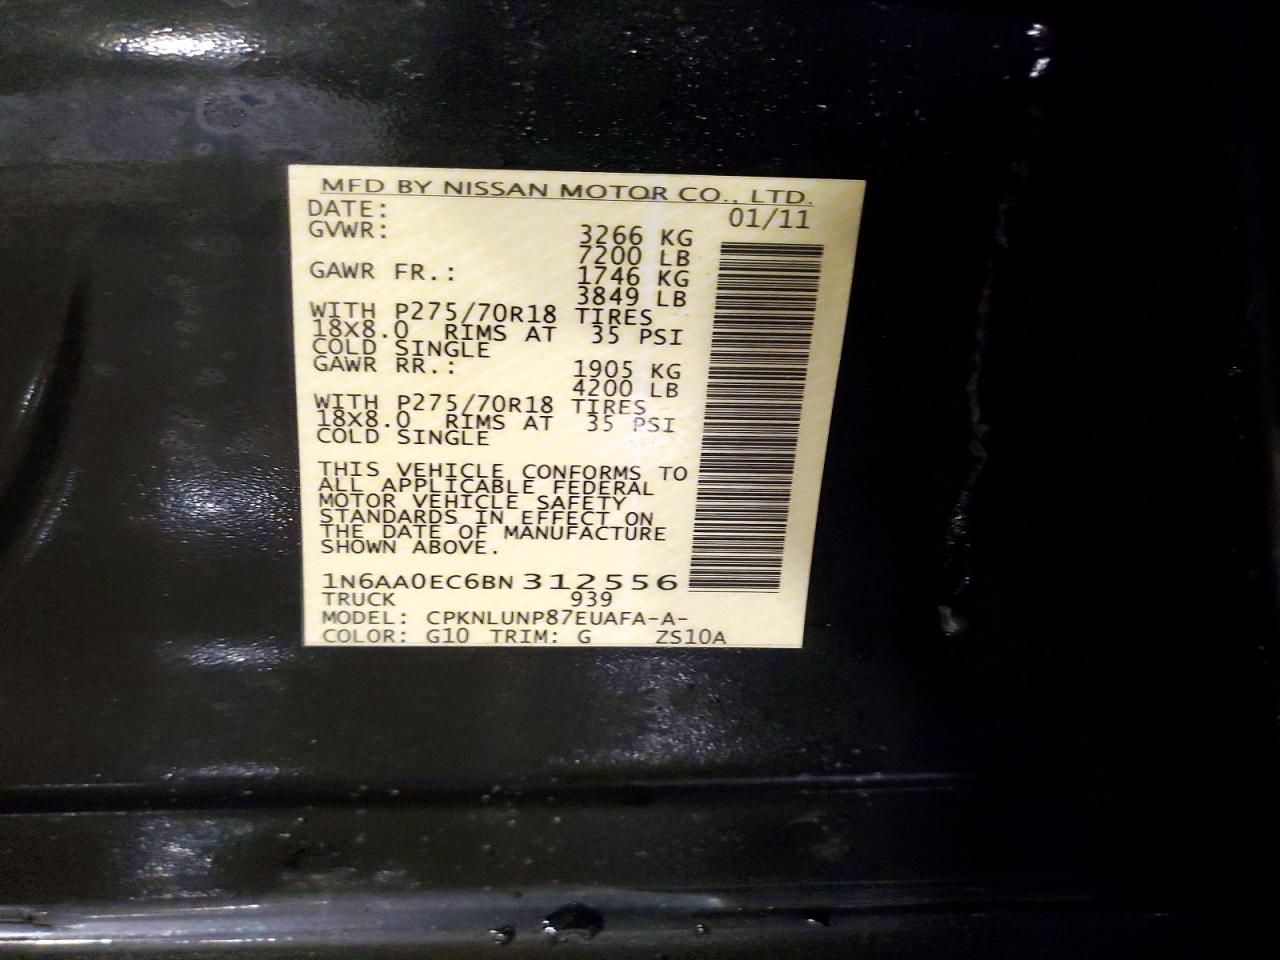 MFD BY NISSAN MOTOR CO., LTD.
DATE: 01/11
GVWR: 3266 KG
7200 LB
GAWR FR.: 1746 KG
3849 LB
WITH P275/70R18 TIRES
18X8.0 RIMS AT 35 PSI
COLD SINGLE
GAWR RR.: 1905 KG
4200 LB
WITH P275/70R18 TIRES
18X8.0 RIMS AT 35 PSI
COLD SINGLE
THIS VEHICLE CONFORMS TO
ALL APPLICABLE FEDERAL
MOTOR VEHICLE SAFETY
STANDARDS IN EFFECT ON
THE DATE OF MANUFACTURE
SHOWN ABOVE.
1N6AA0EC6BN312556
TRUCK 939
MODEL: CPKNLUNP87EUAFA-A-
COLOR: G10 TRIM: G ZS10A